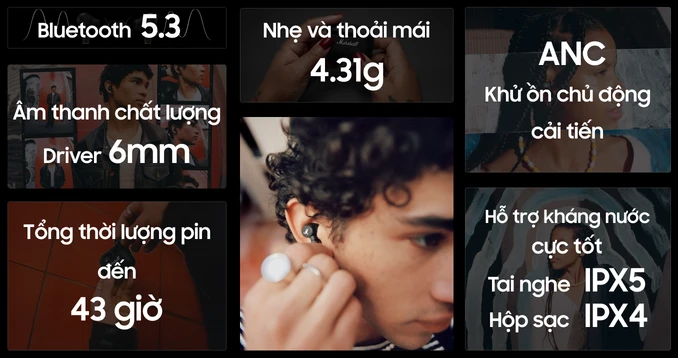 Bluetooth 5.3
Âm thanh chất lượng
Driver 6mm
Tổng thời lượng pin
đến
43 giờ
Nhẹ và thoải mái
Marshall
4.31g
ANC
Khử ồn chủ động
cải tiến
Hỗ trợ kháng nước
cực tốt
Tai nghe IPX5
Hộp sạc IPX4